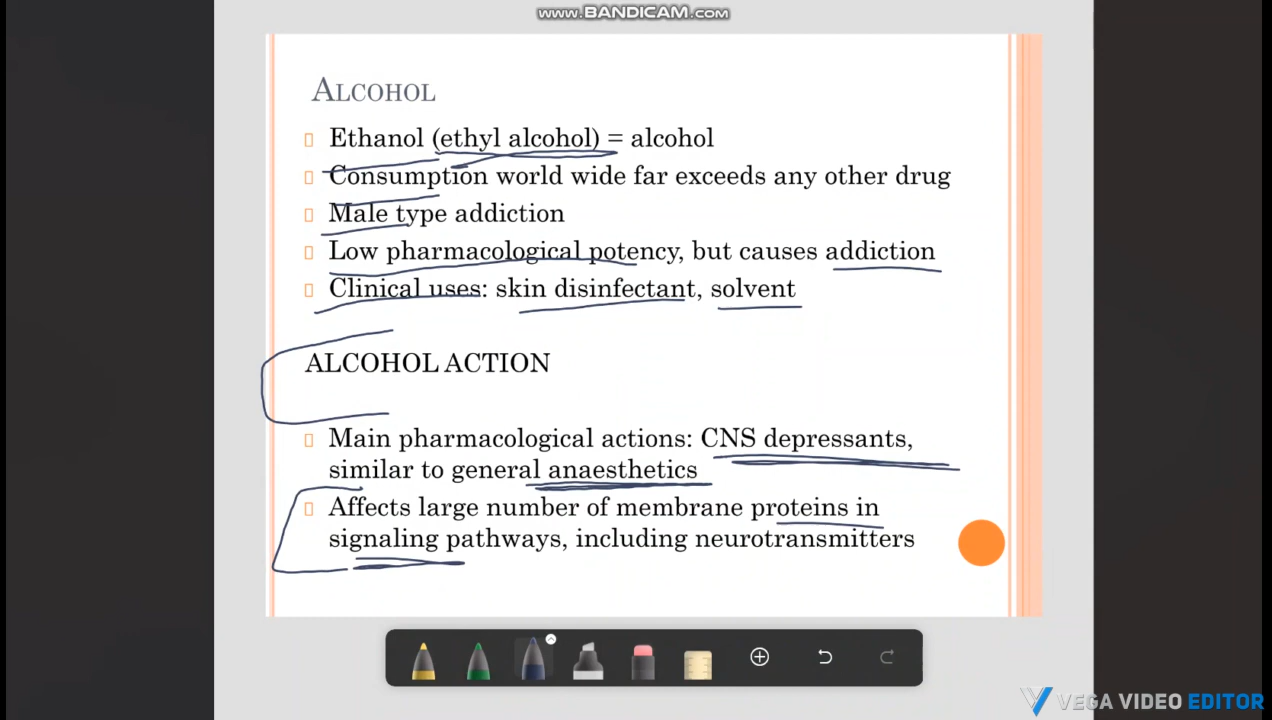 www.BANDICAM.com
ALCOHOL
Ethanol (ethyl alcohol) = alcohol
Consumption world wide far exceeds any other drug
Male type addiction
Low pharmacological potency, but causes addiction
Clinical uses: skin disinfectant, solvent
ALCOHOL ACTION
Main pharmacological actions: CNS depressants,
similar to general anaesthetics
Affects large number of membrane proteins in
signaling pathways, including neurotransmitters
VEGA VIDEO EDITOR